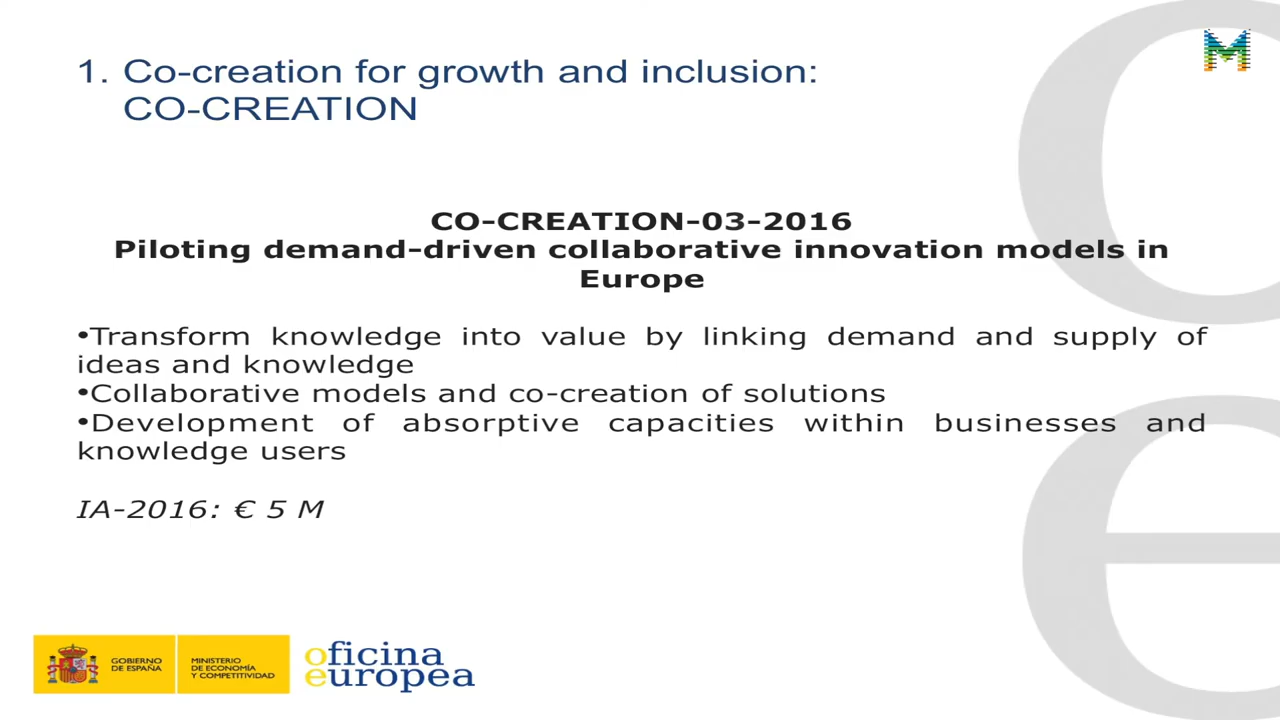 1. Co-creation for growth and inclusion:
CO-CREATION
CO-CREATION-03-2016
Piloting demand-driven collaborative innovation models in
Europe
•Transform knowledge into value by linking demand and supply of
ideas and knowledge
•Collaborative models and co-creation of solutions
•Development of absorptive capacities within businesses and
knowledge users
IA-2016: € 5 M
GOBIERNO
DE ESPAÑA
MINISTERIO
DE ECONOMÍA
Y COMPETITIVIDAD
oficina
europea